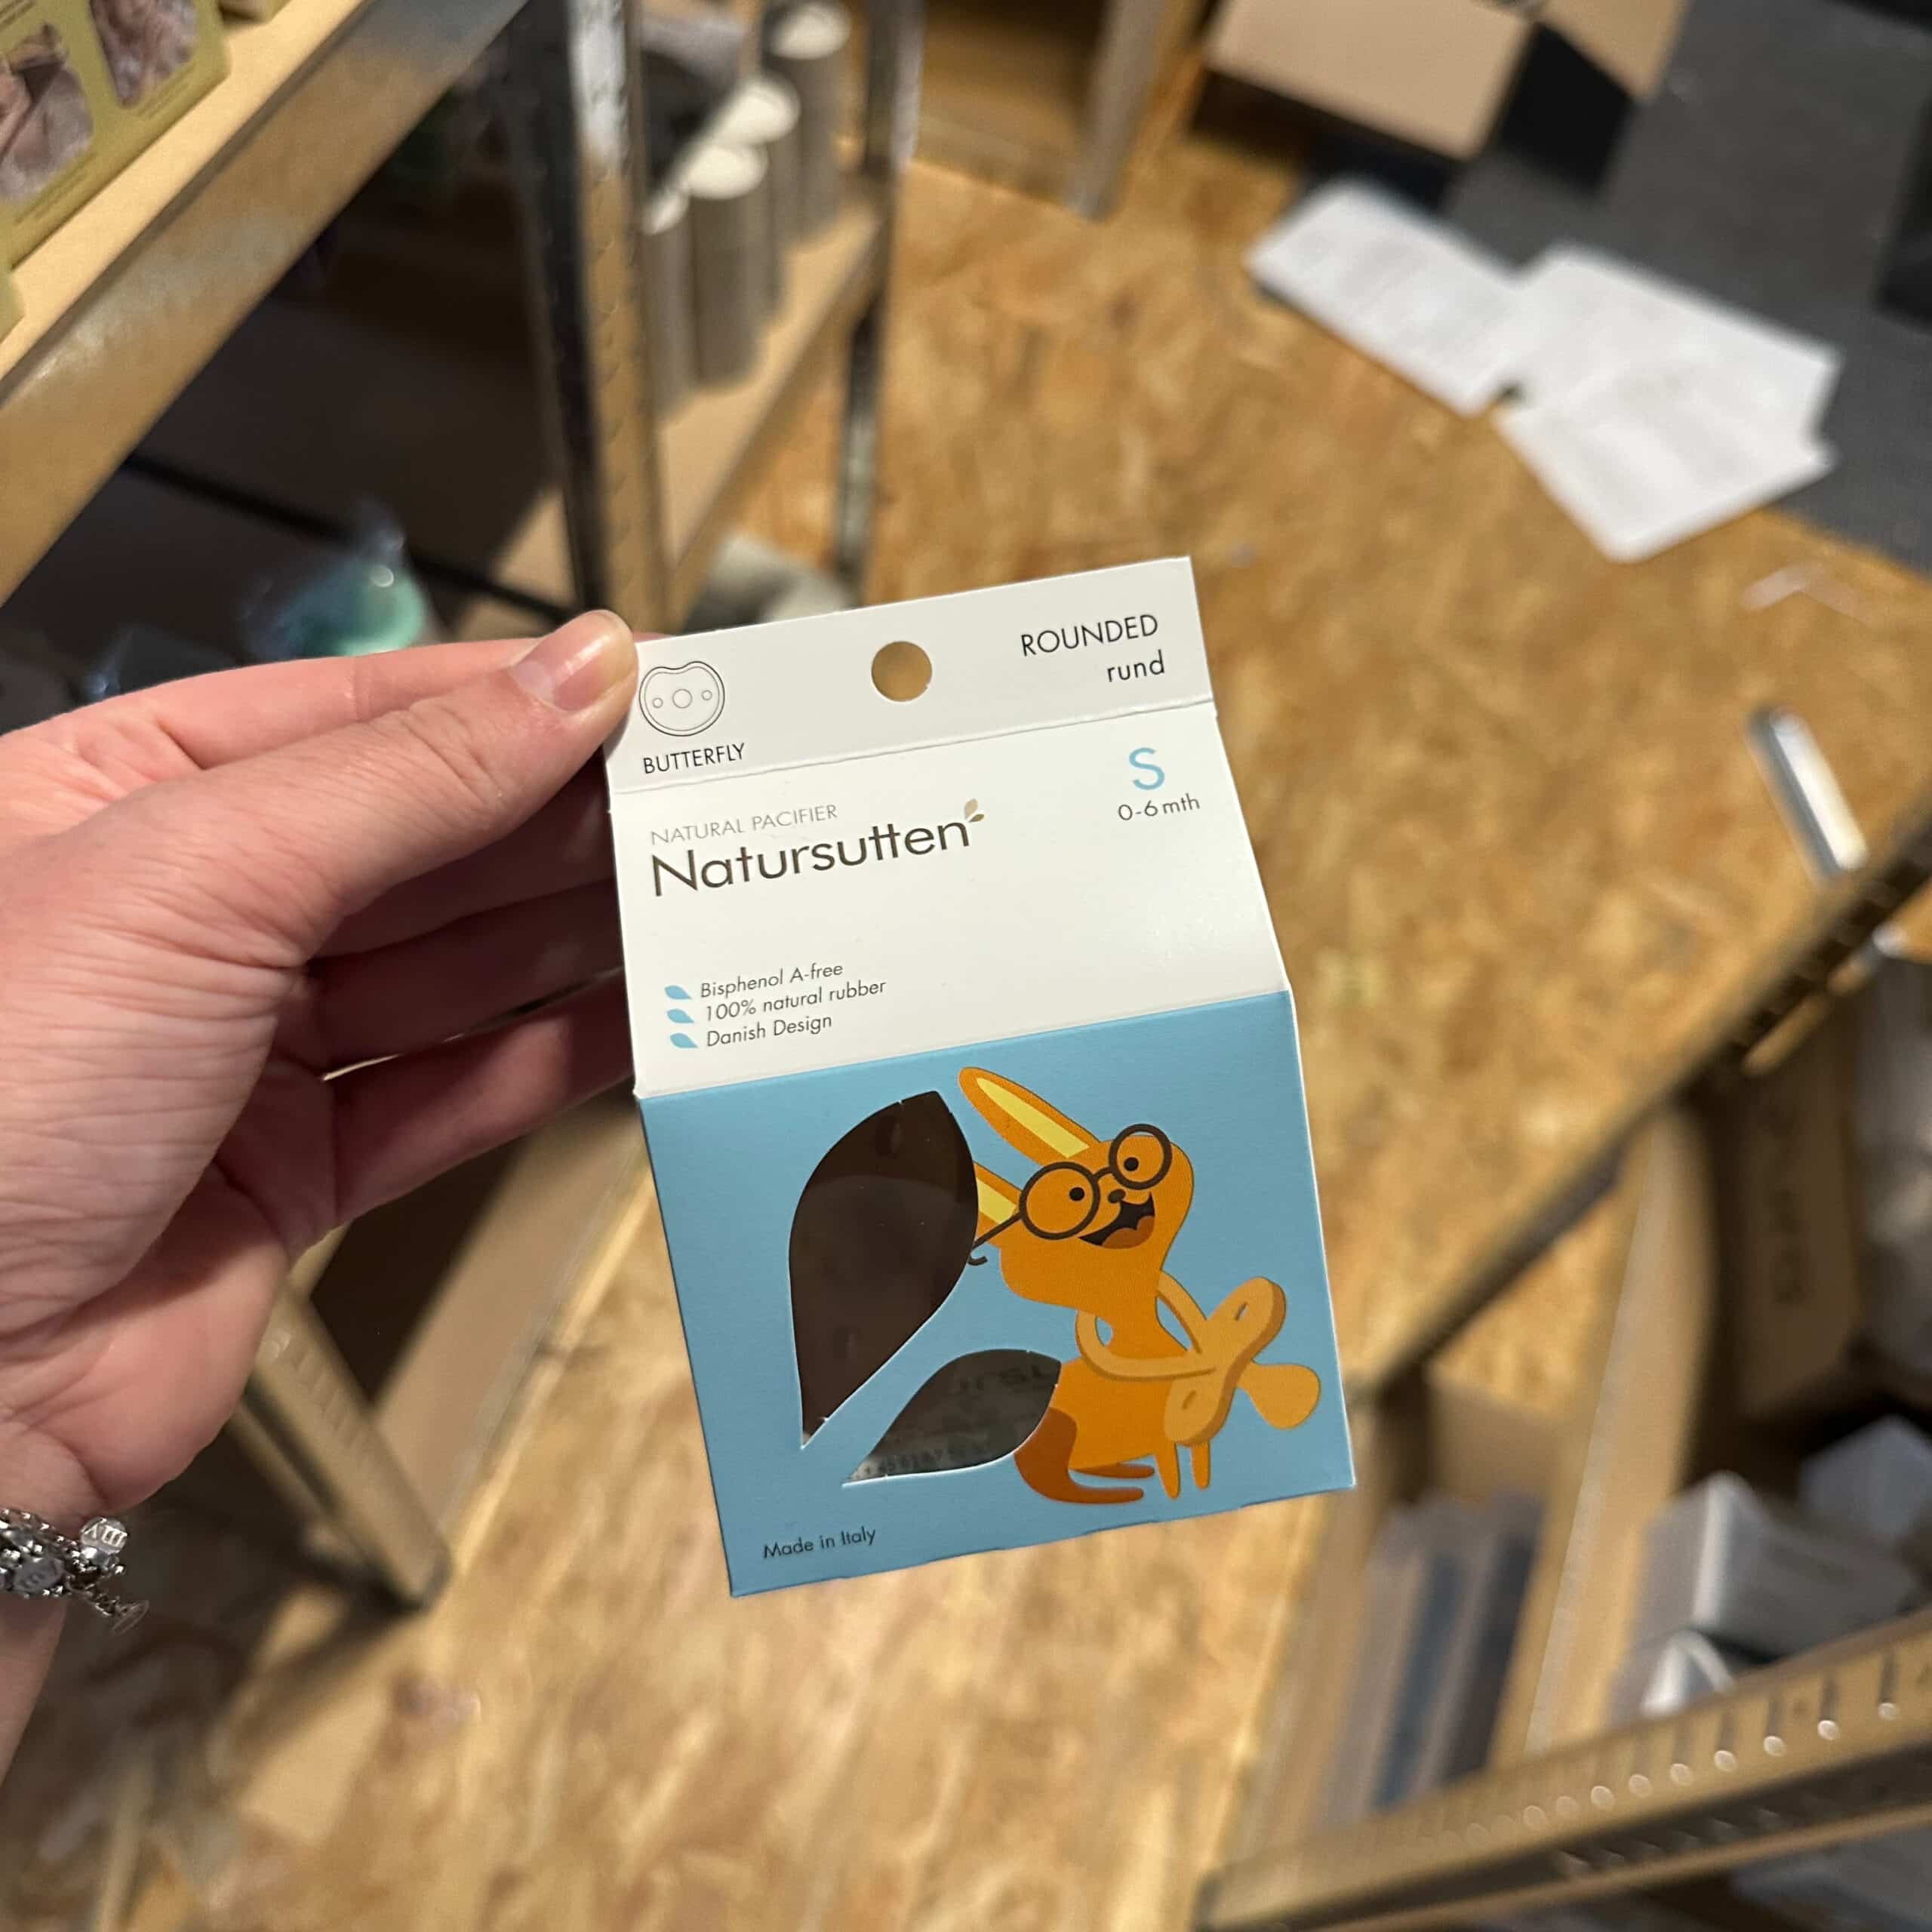 BUTTERFLY
ROUNDED
rund
NATURAL PACIFIER
Natursutten
S
0-6 mth
Bisphenol A-free
100% natural rubber
Danish Design
Made in Italy